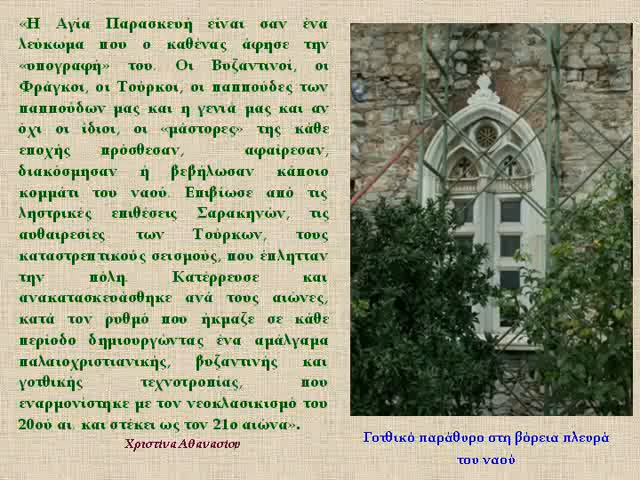 «Η Αγία Παρασκευή είναι σαν ένα
λεύκωμα που ο καθένας άφησε την
«υπογραφή» του. Οι Βυζαντινοί, οι
Φράγκοι, οι Τούρκοι, οι παππούδες των
παππούδων μας και η γενιά μας και αν
όχι οι ίδιοι, οι «μάστορες» της κάθε
εποχής πρόσθεσαν, αφαίρεσαν,
διακόσμησαν ή βεβήλωσαν κάποιο
κομμάτι του ναού. Επιβίωσε από τις
ληστρικές επιθέσεις Σαρακηνών, τις
αυθαιρεσίες των Τούρκων, τους
καταστρεπτικούς σεισμούς, που έπλητταν
την πόλη. Κατέρρευσε και
ανακατασκευάσθηκε ανά τους αιώνες,
κατά τον ρυθμό που ήκμαζε σε κάθε
περίοδο δημιουργώντας ένα αμάλγαμα
παλαιοχριστιανικής, βυζαντινής και
γοτθικής τεχνοτροπίας, που
εναρμονίστηκε με τον νεοκλασικισμό του
20ού αι. και στέκει ως τον 21ο αιώνα».
Χριστίνα Αθανασίου
Γοτθικό παράθυρο στη βόρεια πλευρά
του ναού